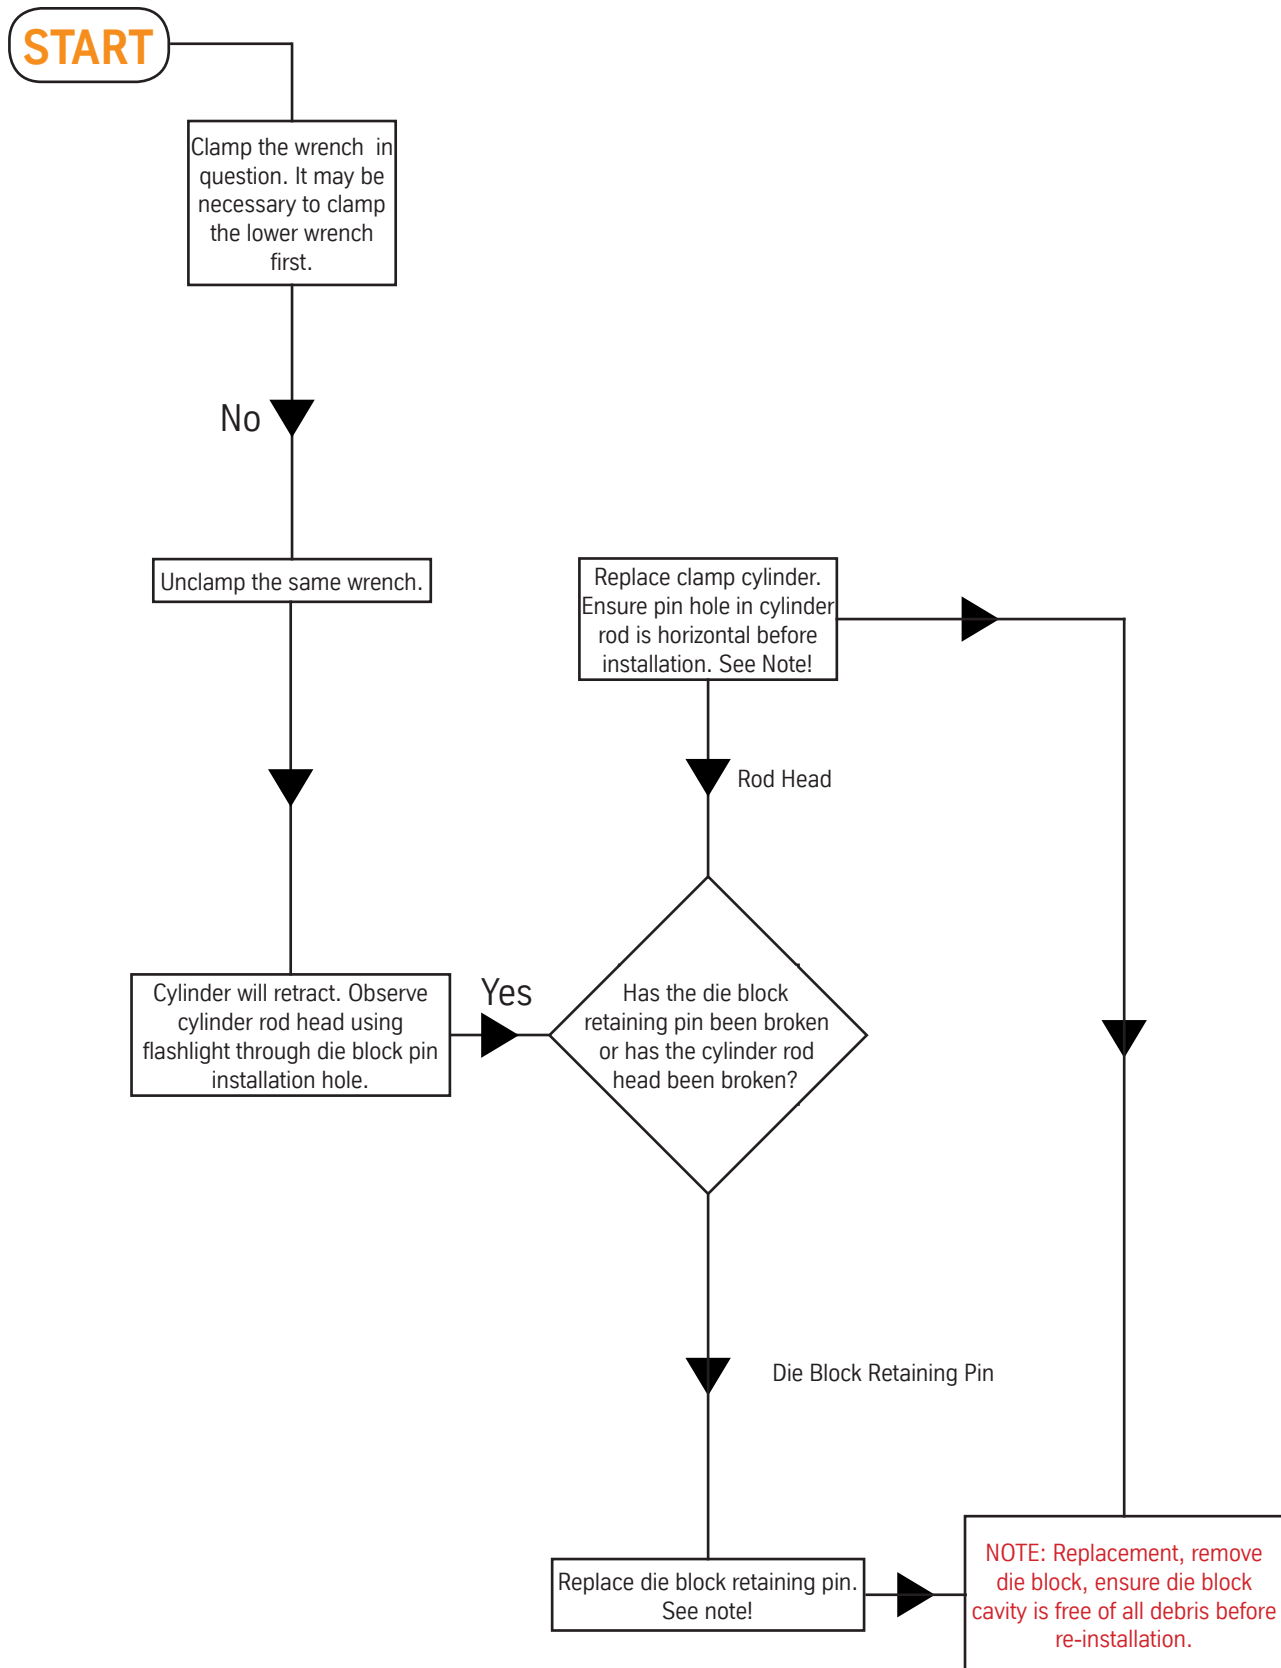 START
Clamp the wrench in
question. It may be
necessary to clamp
the lower wrench
first.
No
Unclamp the same wrench.
Cylinder will retract. Observe
cylinder rod head using
flashlight through die block pin
installation hole.
Yes
Has the die block
retaining pin been broken
or has the cylinder rod
head been broken?
Rod Head
Replace clamp cylinder.
Ensure pin hole in cylinder
rod is horizontal before
installation. See Note!
Die Block Retaining Pin
Replace die block retaining pin.
See note!
NOTE: Replacement, remove
die block, ensure die block
cavity is free of all debris before
re-installation.